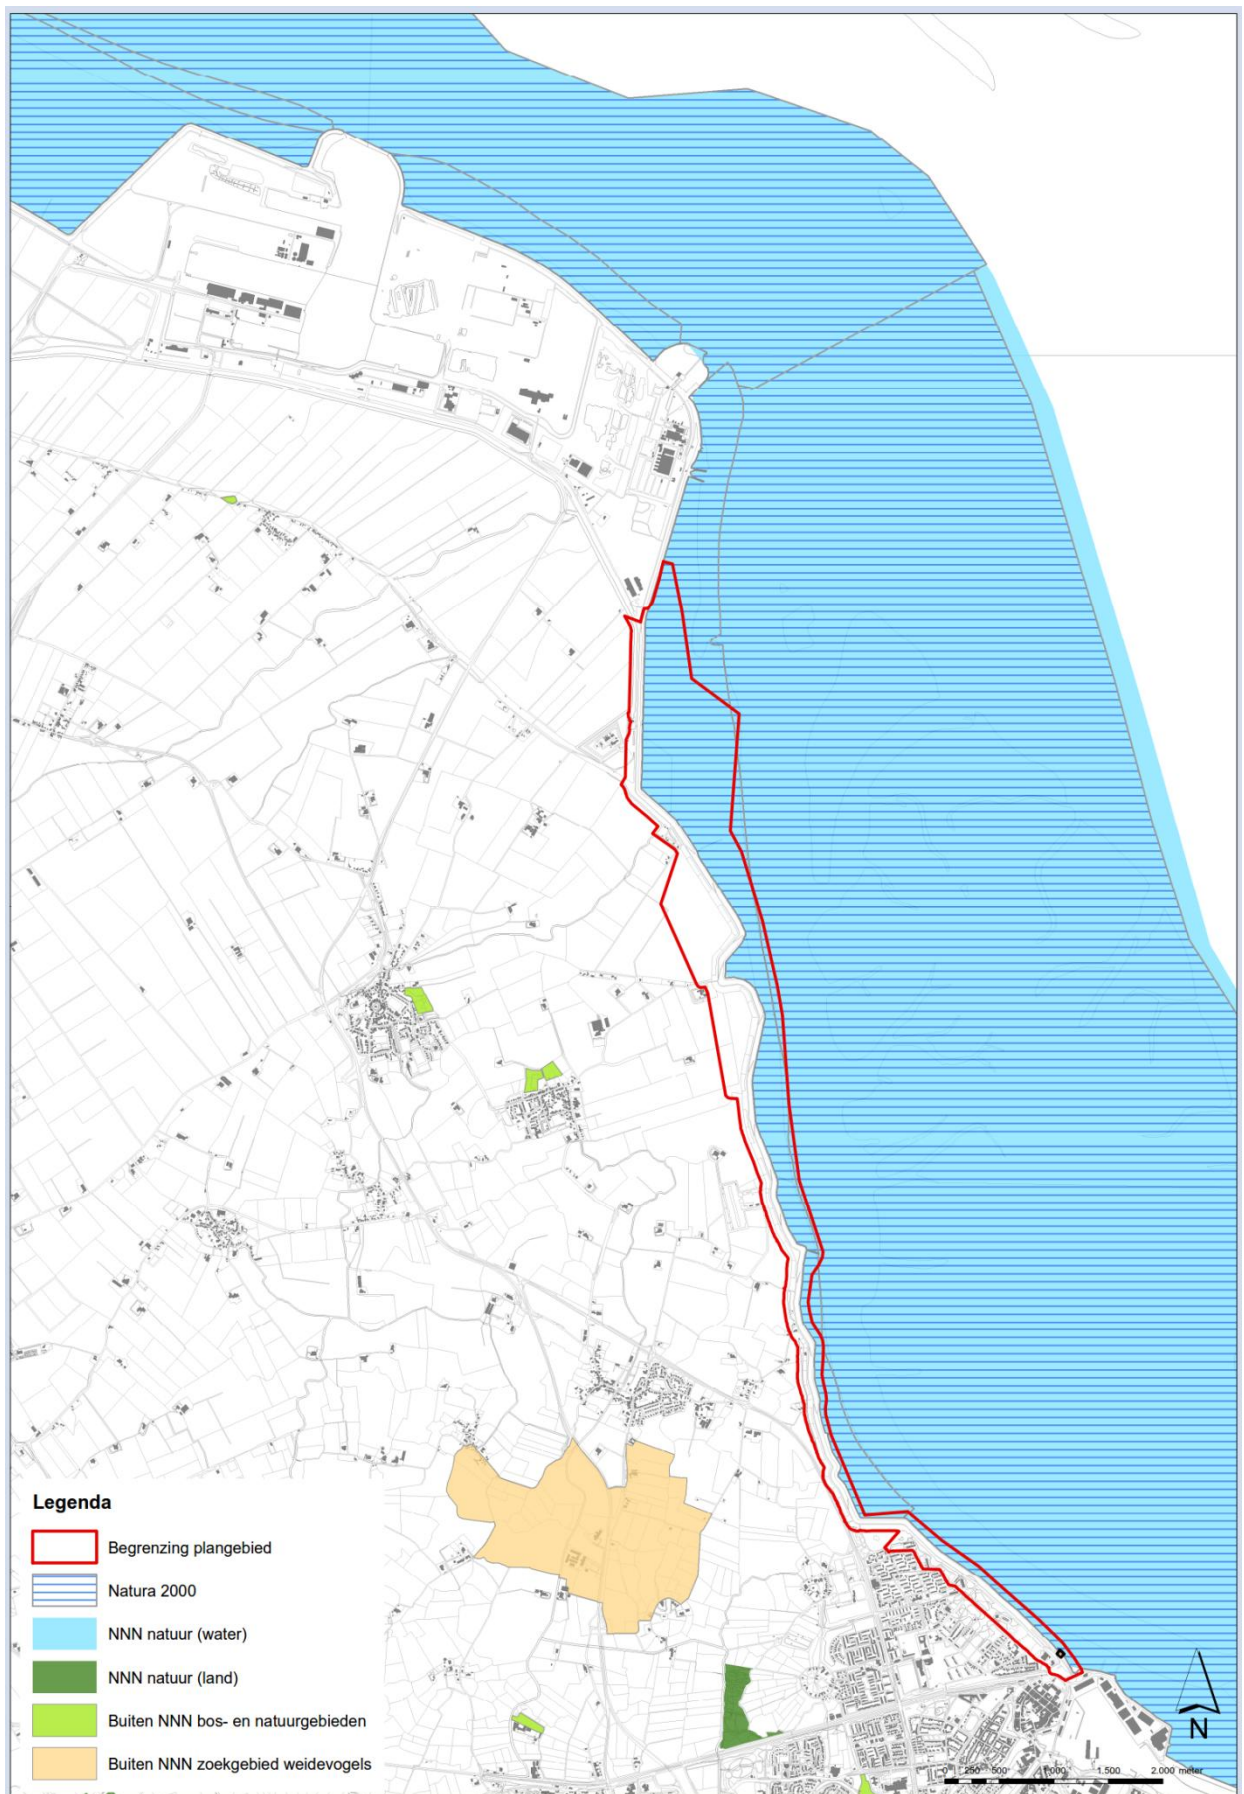 Legenda
Begrenzing plangebied
Natura 2000
NNN natuur (water)
NNN natuur (land)
Buiten NNN bos- en natuurgebieden
Buiten NNN zoekgebied weidevogels
N
0 250 500 1.000 1.500 2.000 meter